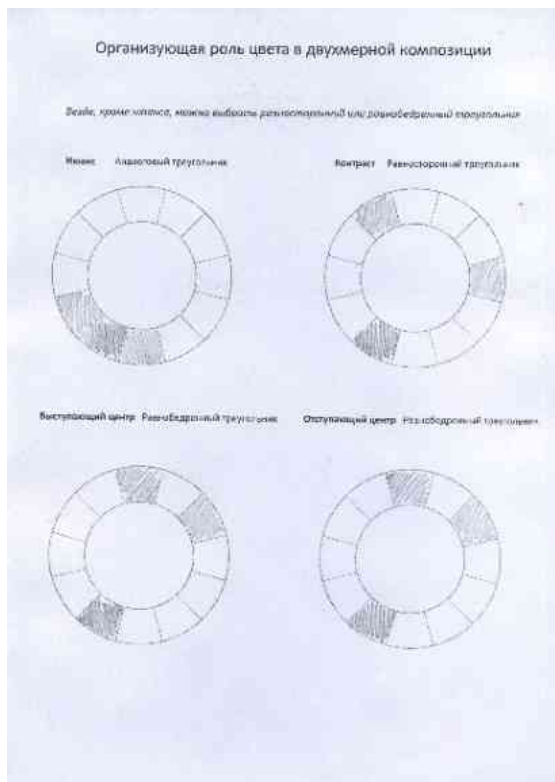 Организующая роль цвета в двухмерной композиции
Везде, кроме нюанса, можно выбрать разносторонний или равнобедренный треугольник
Нюанс Аналоговый треугольник
Контраст Равносторонний треугольник
Выступающий центр Равнобедренный треугольник
Отступающий центр Равнобедренный треугольник